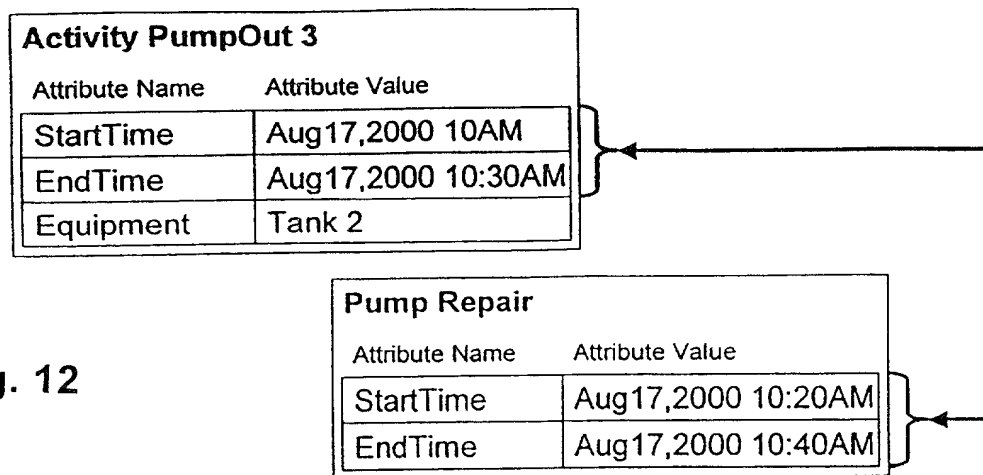 Activity PumpOut 3
Attribute Name Attribute Value
StartTime Aug17,2000 10AM
EndTime Aug17,2000 10:30AM
Equipment Tank 2
Pump Repair
Attribute Name Attribute Value
StartTime Aug17,2000 10:20AM
EndTime Aug17,2000 10:40AM
g. 12